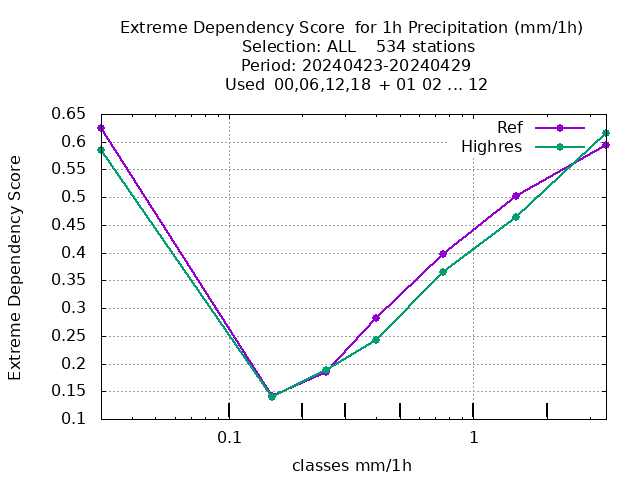 Extreme Dependency Score  for 1h Precipitation (mm/1h)
Selection: ALL    534 stations
Period: 20240423-20240429
Used  00,06,12,18 + 01 02 ... 12
Extreme Dependency Score
0.65
0.6
0.55
0.5
0.45
0.4
0.35
0.3
0.25
0.2
0.15
0.1
Ref
Highres
0.1
1
classes mm/1h